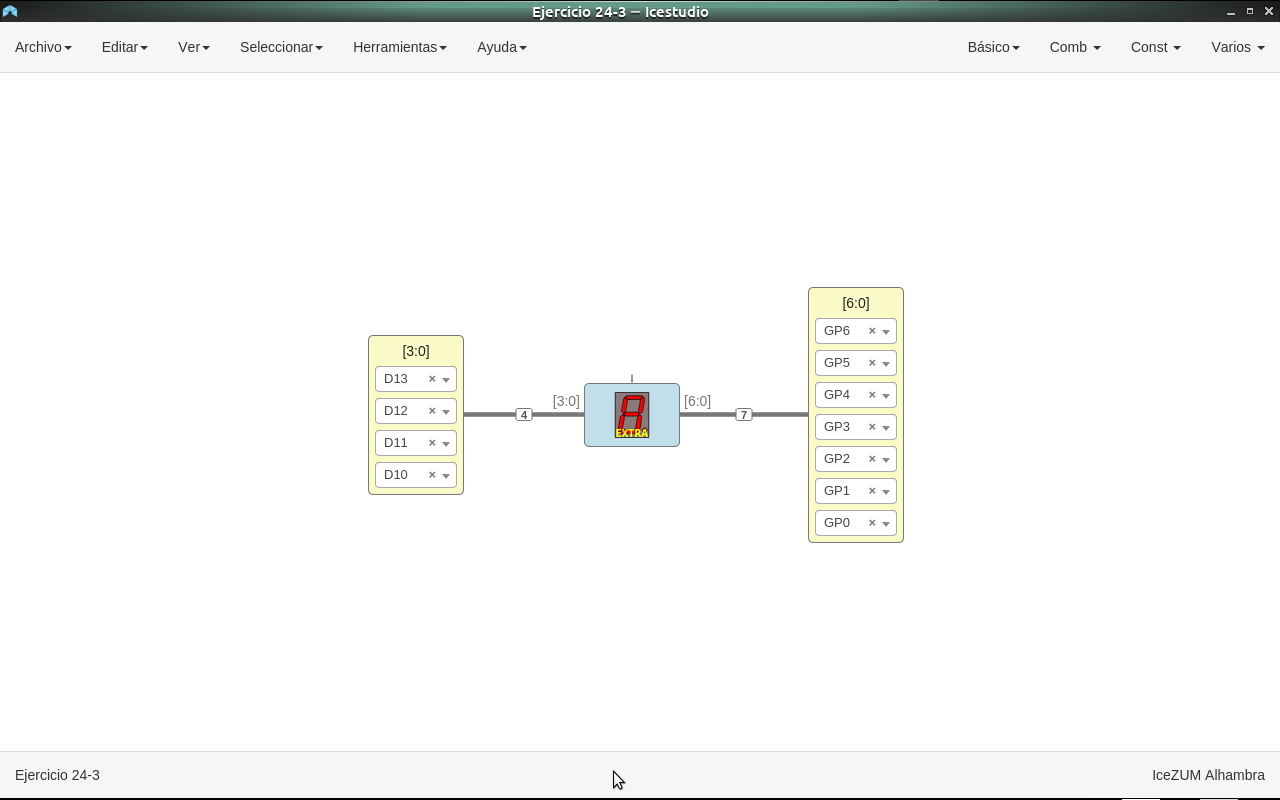 Ejercicio 24-3 — Icestudio
Archivo Editar Ver Seleccionar Herramientas Ayuda Básico Comb Const Varios
[3:0]
D13 ×
D12 ×
D11 ×
D10 ×
4
[3:0]
EXTRA
[6:0]
7
[6:0]
GP6 ×
GP5 ×
GP4 ×
GP3 ×
GP2 ×
GP1 ×
GP0 ×
Ejercicio 24-3 IceZUM Alhambra